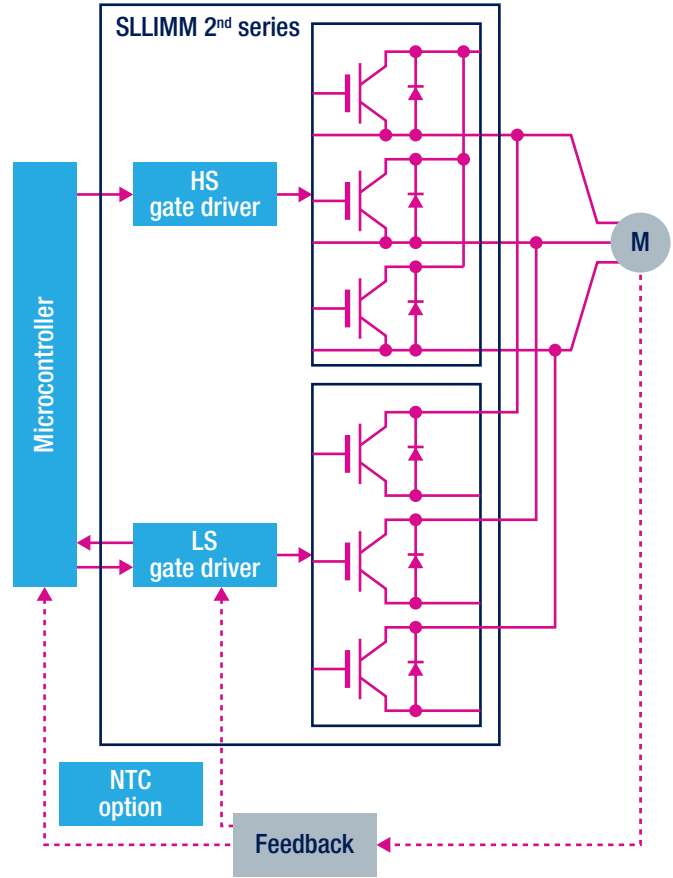 SLLIMM 2nd series
HS
gate driver
M
Microcontroller
LS
gate driver
NTC
option
Feedback